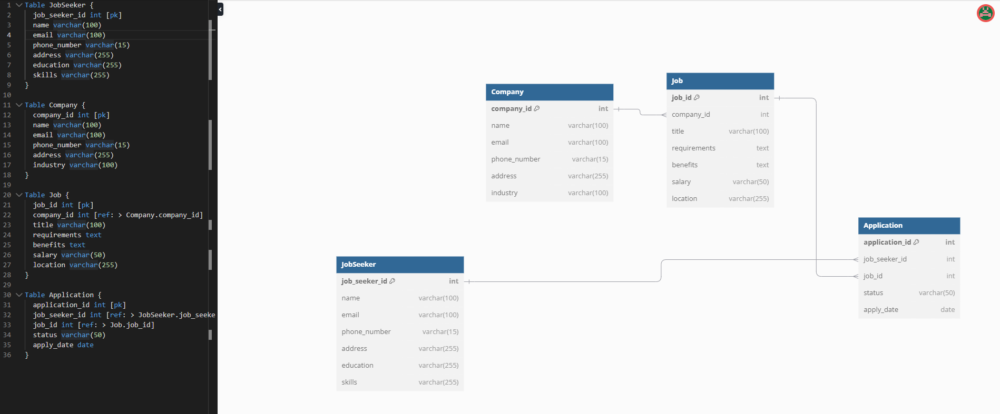 1 Table JobSeeker {
2 job_seeker_id int [pk]
3 name varchar(100)
4 email varchar(100)
5 phone_number varchar(15)
6 address varchar(255)
7 education varchar(255)
8 skills varchar(255)
9 }
10
11 Table Company {
12 company_id int [pk]
13 name varchar(100)
14 email varchar(100)
15 phone_number varchar(15)
16 address varchar(255)
17 industry varchar(100)
18 }
19
20 Table Job {
21 job_id int [pk]
22 company_id int [ref: > Company.company_id]
23 title varchar(100)
24 requirements text
25 benefits text
26 salary varchar(50)
27 location varchar(255)
28 }
29
30 Table Application {
31 application_id int [pk]
32 job_seeker_id int [ref: > JobSeeker.job_seeke
33 job_id int [ref: > Job.job_id]
34 status varchar(50)
35 apply_date date
36 }
Company
company_id int
name varchar(100)
email varchar(100)
phone_number varchar(15)
address varchar(255)
industry varchar(100)
Job
job_id int
company_id int
title varchar(100)
requirements text
benefits text
salary varchar(50)
location varchar(255)
JobSeeker
job_seeker_id int
name varchar(100)
email varchar(100)
phone_number varchar(15)
address varchar(255)
education varchar(255)
skills varchar(255)
Application
application_id int
job_seeker_id int
job_id int
status varchar(50)
apply_date date